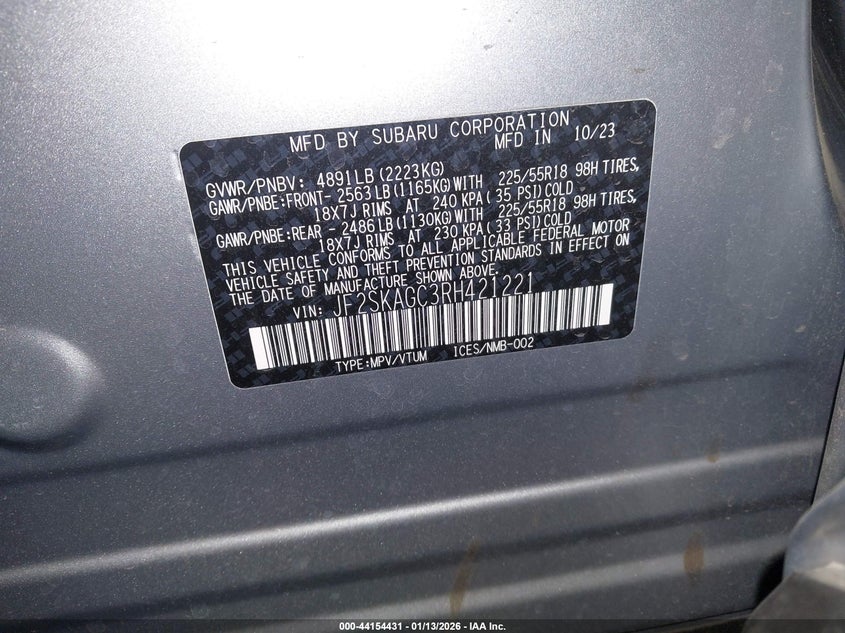 MFD BY SUBARU CORPORATION
MFD IN 10/23
GVWR/PNBV: 4891LB(2223KG)
GAWR/PNBE:FRONT- 2563LB(1165KG)WITH 225/55R18 98H TIRES,
18X7J RIMS AT 240 KPA(35 PSI)COLD
GAWR/PNBE:REAR - 2486LB(1130KG)WITH 225/55R18 98H TIRES,
18X7J RIMS AT 230 KPA(33 PSI)COLD
THIS VEHICLE CONFORMS TO ALL APPLICABLE FEDERAL MOTOR
VEHICLE SAFETY AND THEFT PREVENTION STANDARDS IN EFFECT ON
THE DATE OF MANUFACTURE SHOWN ABOVE.
VIN: JF2SKAGC3RH421221
TYPE:MPV/VTUM ICES/NMB-002
000-44154431 - 01/13/2026 - IAA Inc.